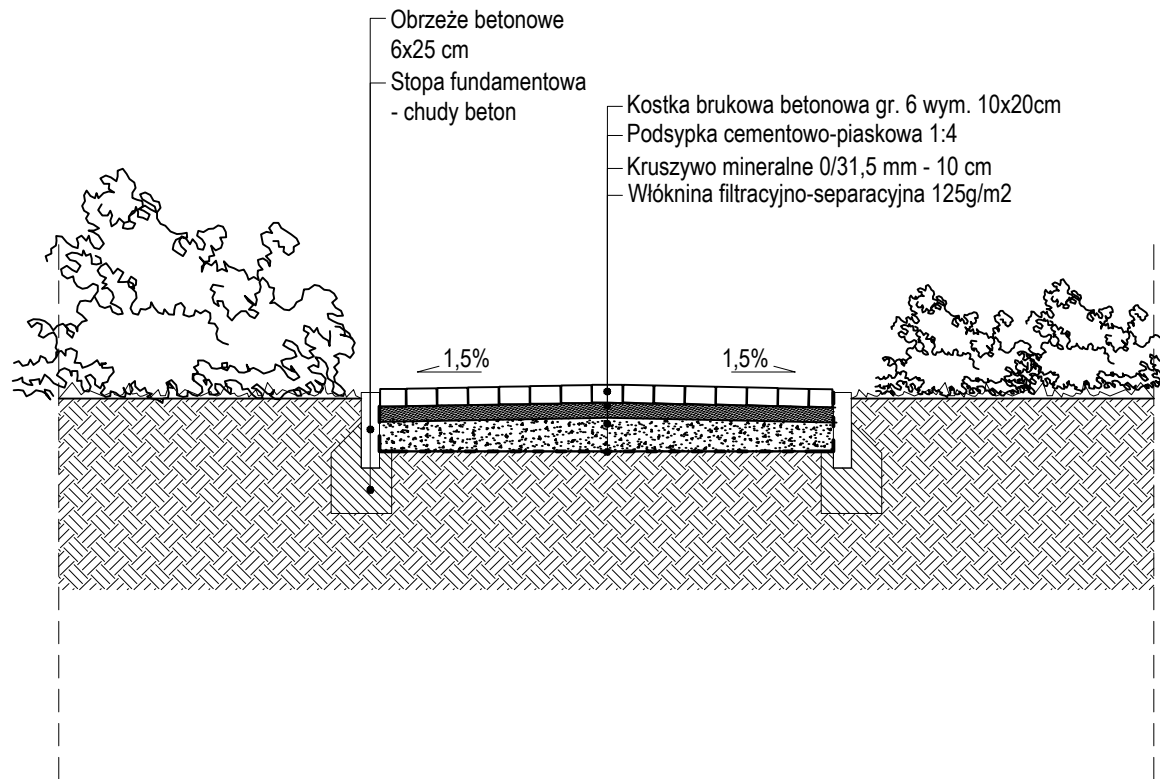 Obrzeże betonowe
6x25 cm
Stopa fundamentowa
- chudy beton
Kostka brukowa betonowa gr. 6 wym. 10x20cm
Podsypka cementowo-piaskowa 1:4
Kruszywo mineralne 0/31,5 mm - 10 cm
Włóknina filtracyjno-separacyjna 125g/m2
1,5%
1,5%